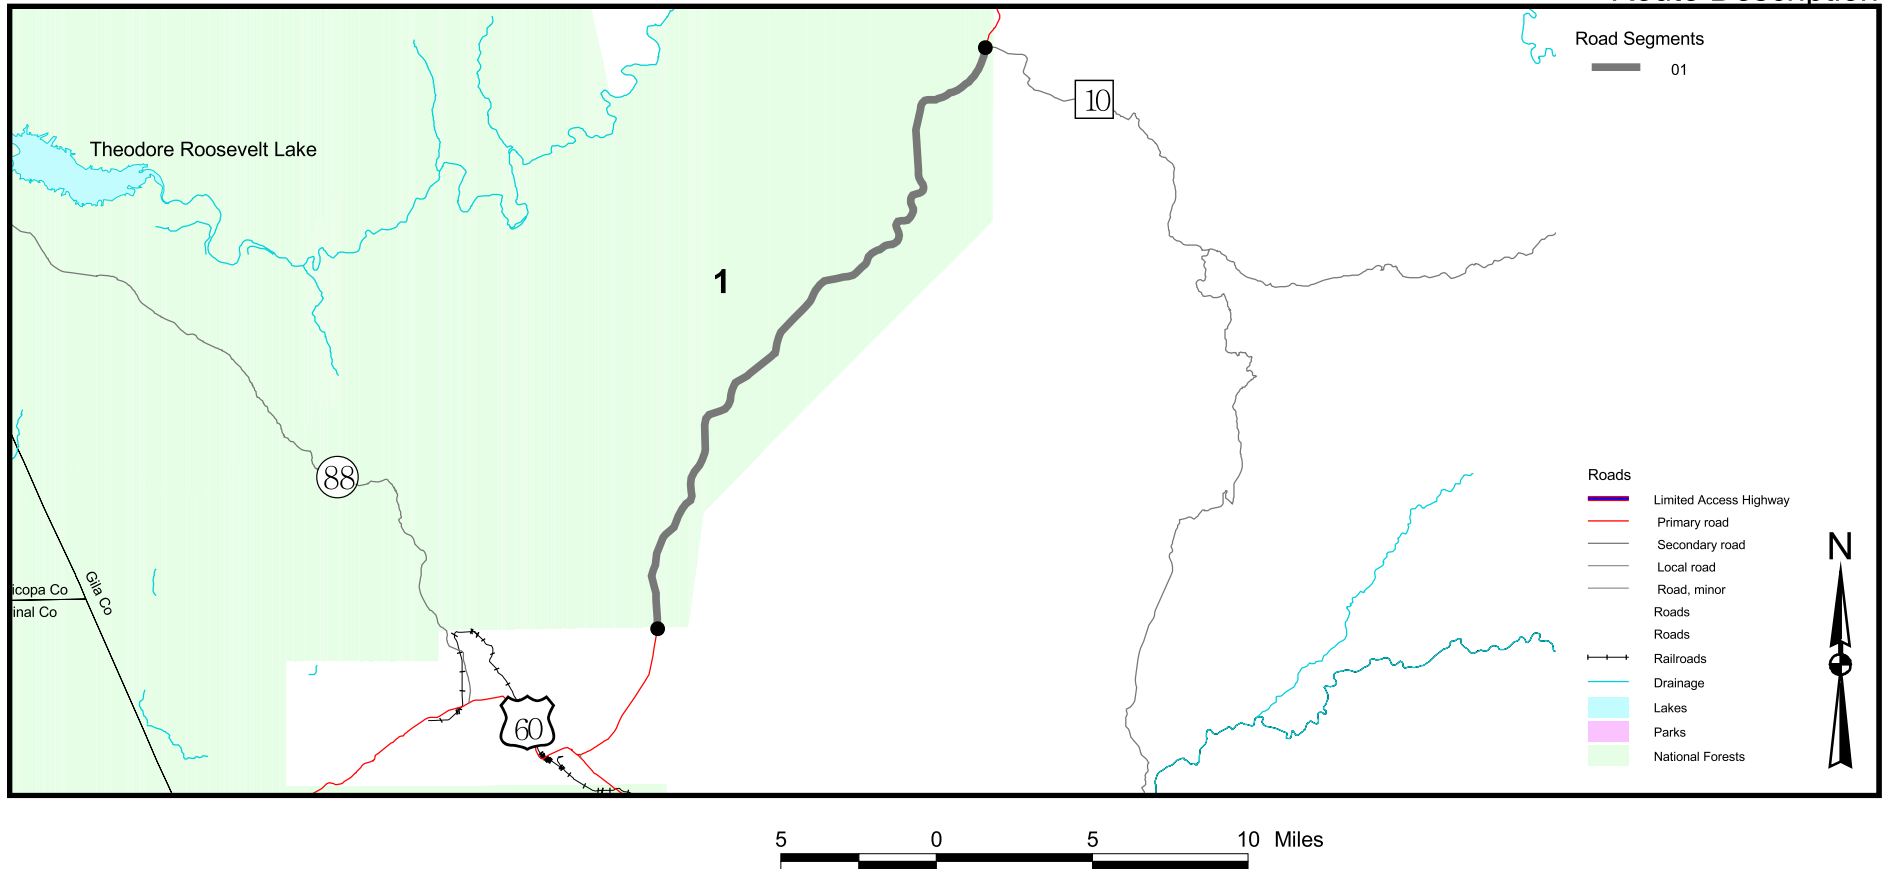 Route Description
Road Segments
01
10
Theodore Roosevelt Lake
1
88
Roads
Limited Access Highway
Primary road
Secondary road
Local road
Road, minor
Roads
Roads
Railroads
Drainage
Lakes
Parks
National Forests
N
icopa Co
inal Co
Gila Co
60
5 0 5 10 Miles